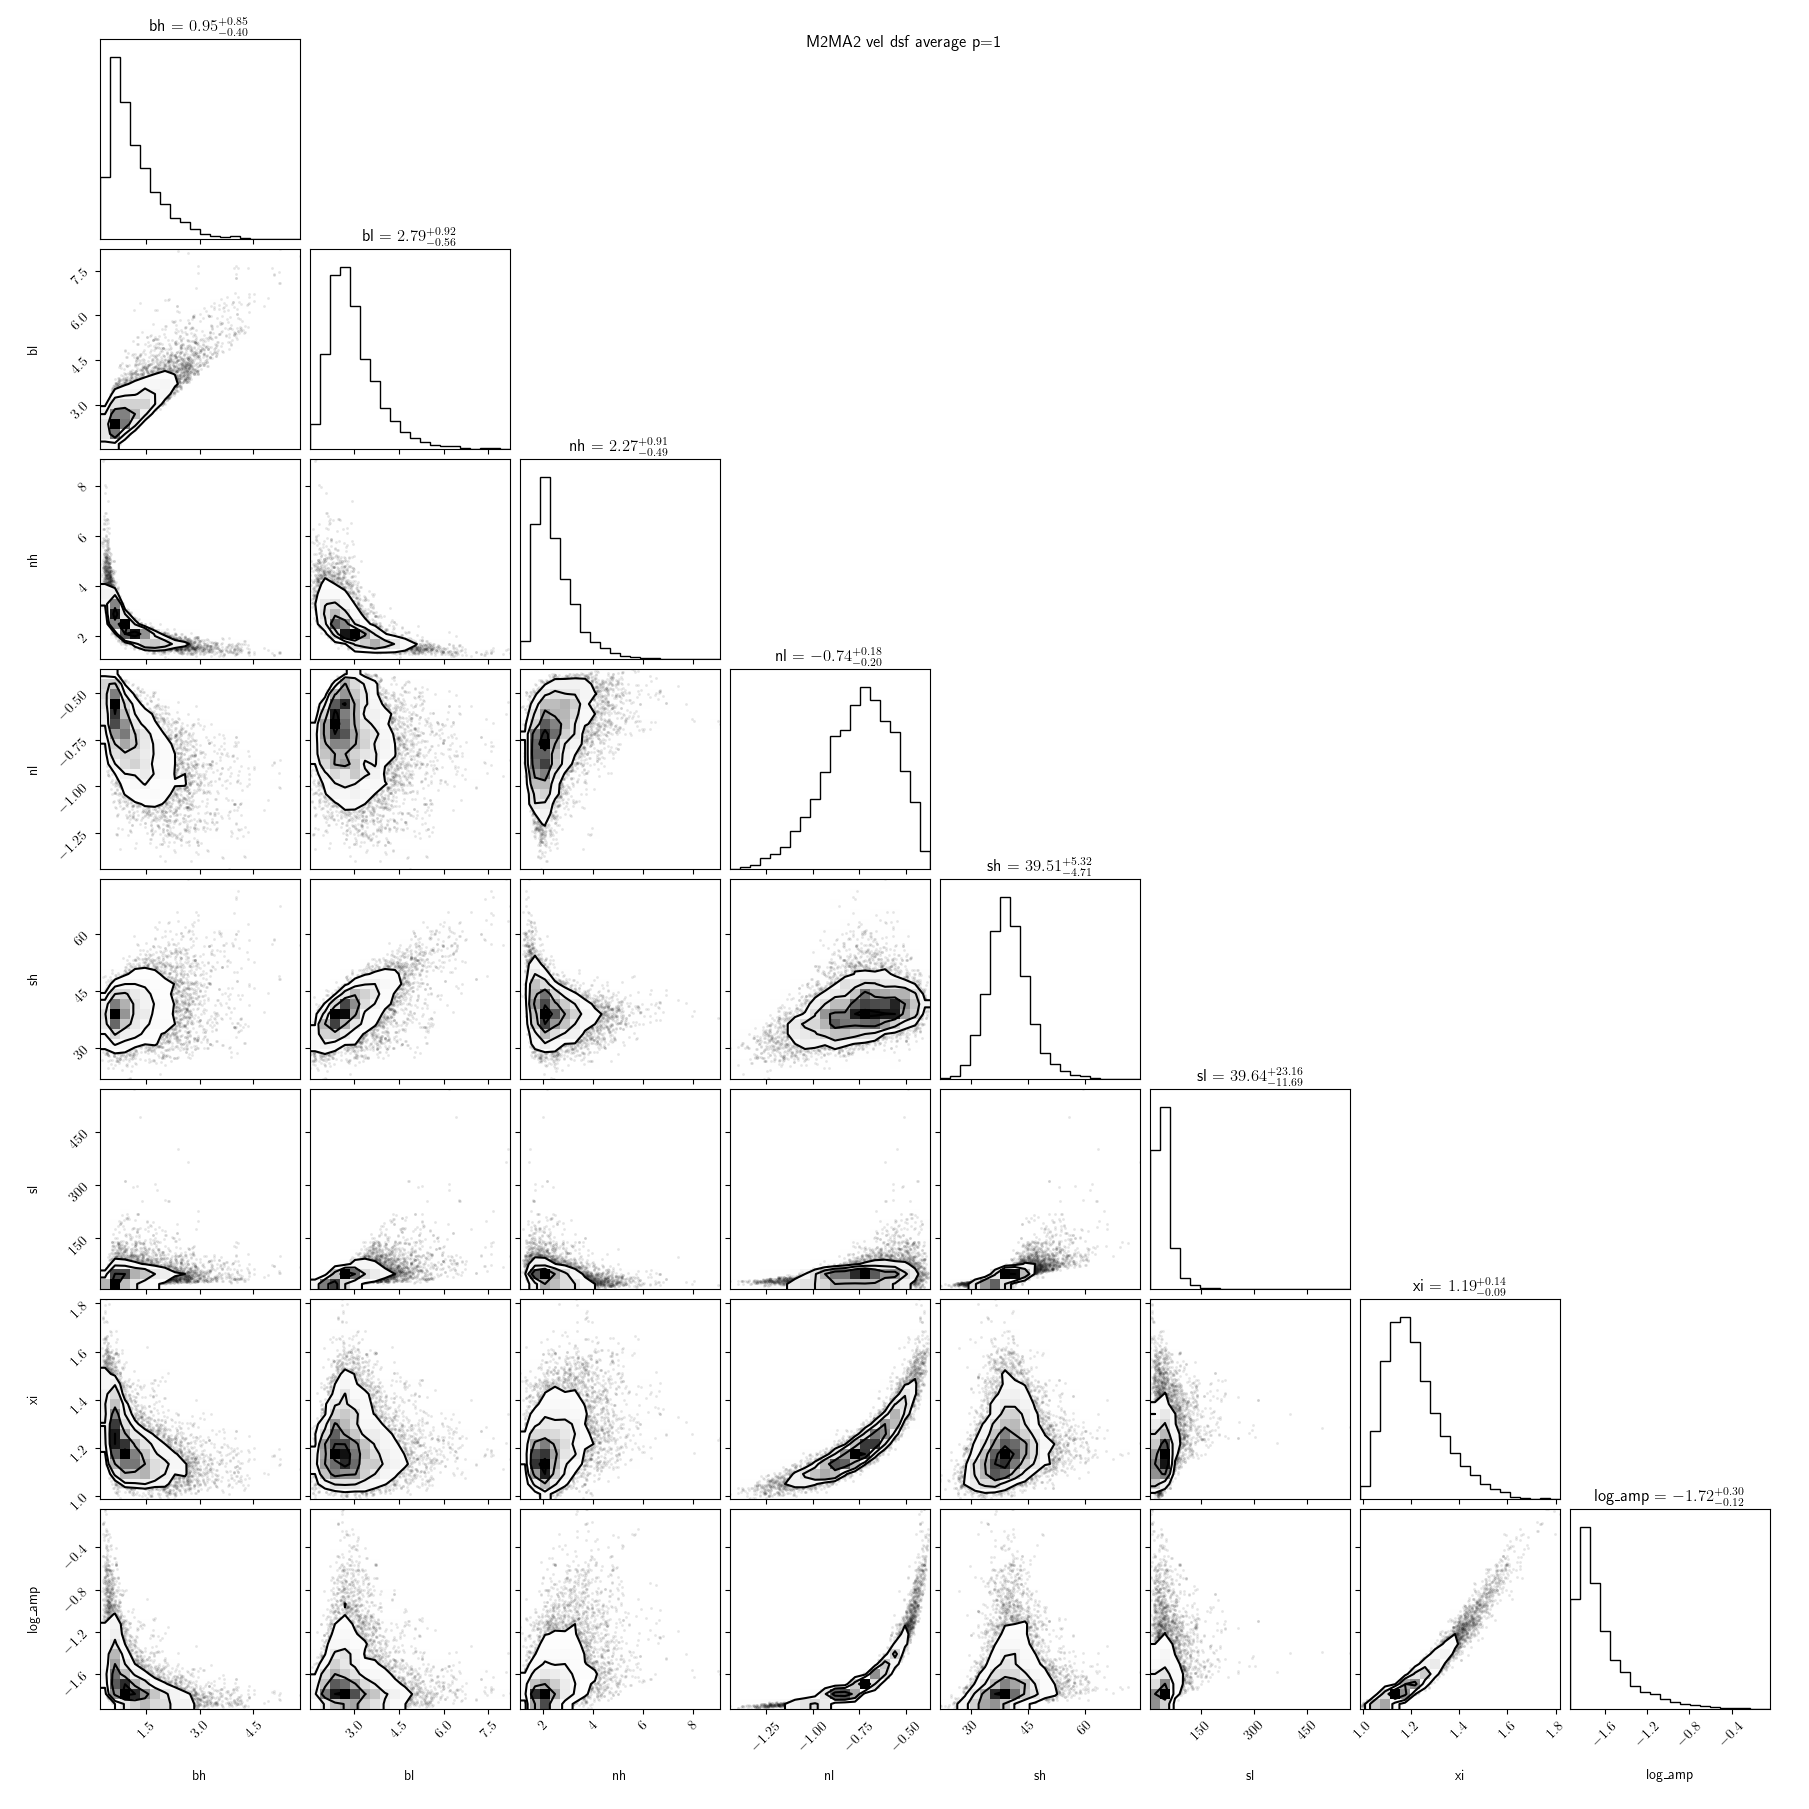 M2MA2 vel dsf average p=1
bh = 0.95+0.85−0.40
bl = 2.79+0.92−0.56
bl
7.5
6.0
4.5
3.0
nh = 2.27+0.91−0.49
nh
8
6
4
2
nl = −0.74+0.18−0.20
nl
−0.50
−0.75
−1.00
−1.25
sh = 39.51+5.32−4.71
sh
60
45
30
sl = 39.64+23.16−11.69
sl
450
300
150
xi = 1.19+0.14−0.09
xi
1.8
1.6
1.4
1.2
1.0
log_amp = −1.72+0.30−0.12
log_amp
−0.4
−0.8
−1.2
−1.6
1.5 3.0 4.5 3.0 4.5 6.0 7.5 2 4 6 8 −1.25 −1.00 −0.75 −0.50 30 45 60 150 300 450 1.0 1.2 1.4 1.6 1.8 −1.6 −1.2 −0.8 −0.4
bh bl nh nl sh sl xi log_amp